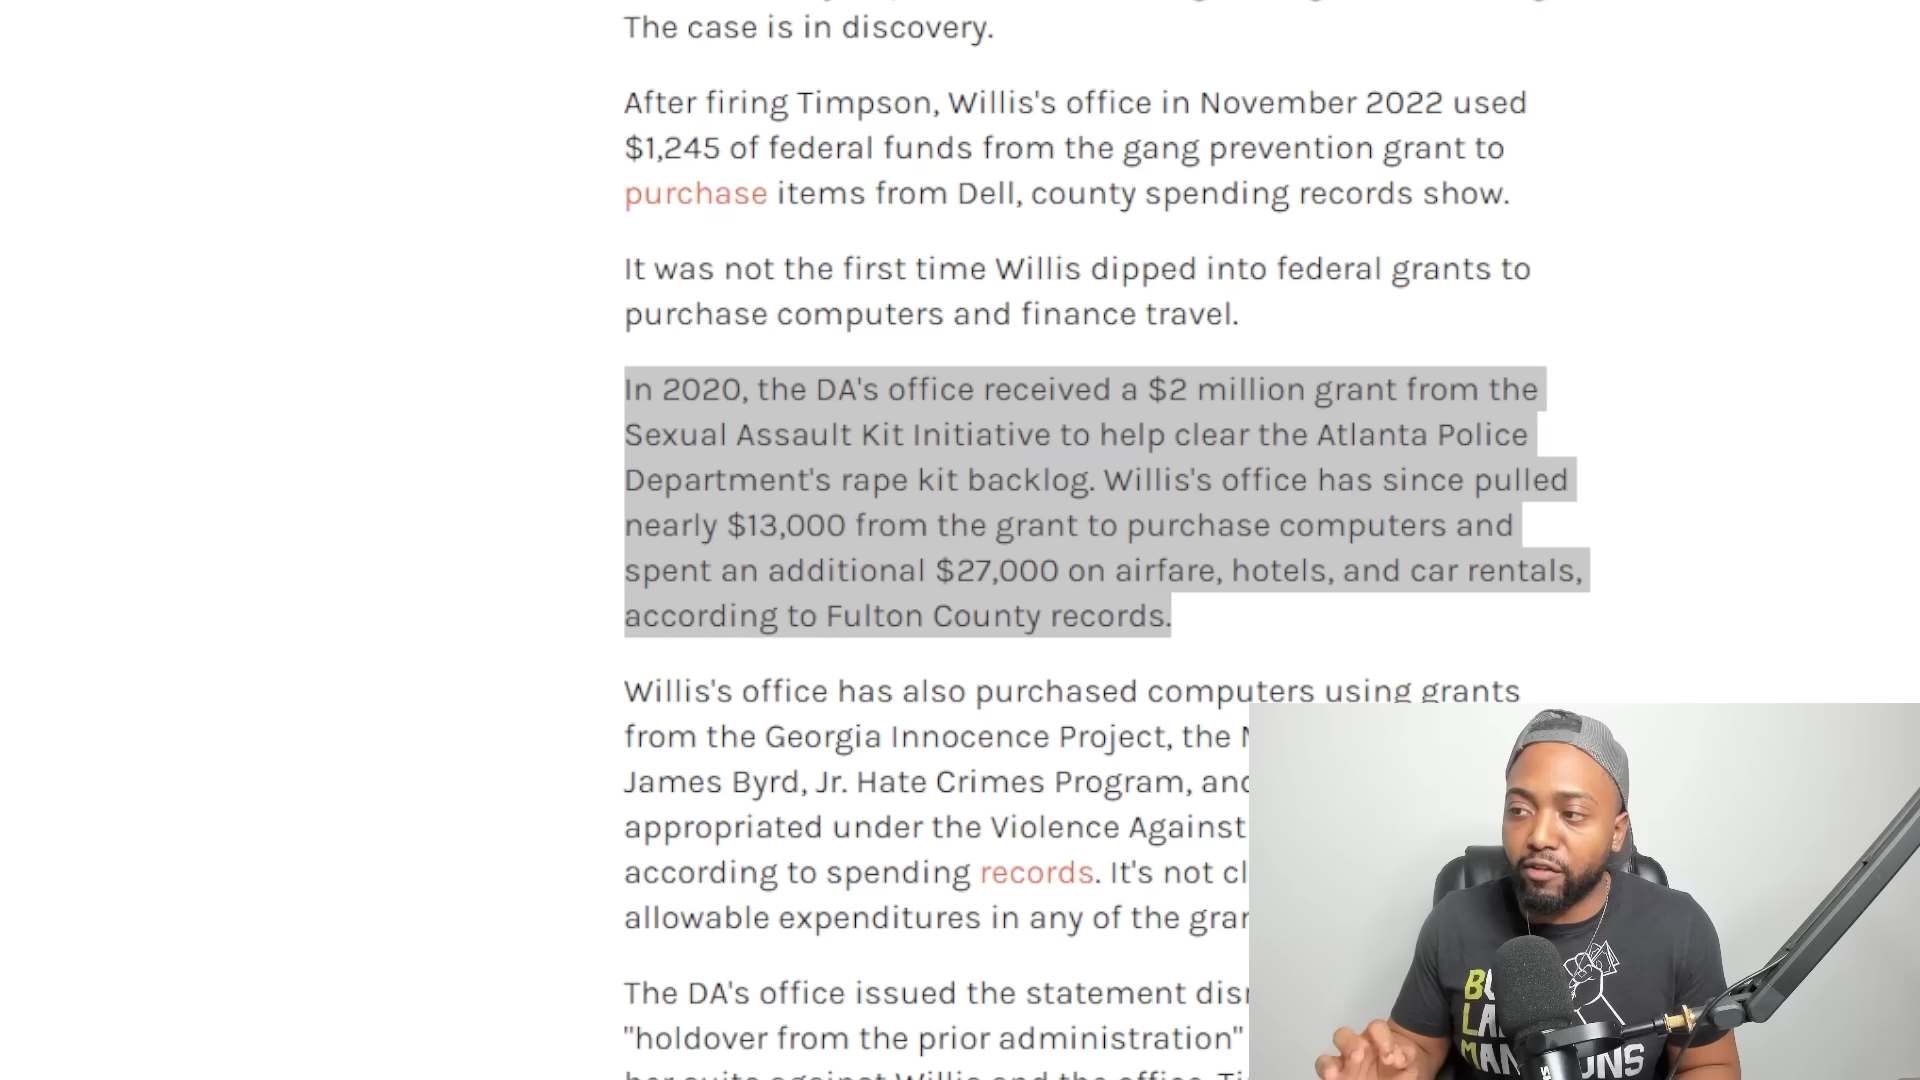 The case is in discovery.
After firing Timpson, Willis's office in November 2022 used
$1,245 of federal funds from the gang prevention grant to
purchase items from Dell, county spending records show.
It was not the first time Willis dipped into federal grants to
purchase computers and finance travel.
In 2020, the DA's office received a $2 million grant from the
Sexual Assault Kit Initiative to help clear the Atlanta Police
Department's rape kit backlog. Willis's office has since pulled
nearly $13,000 from the grant to purchase computers and
spent an additional $27,000 on airfare, hotels, and car rentals,
according to Fulton County records.
Willis's office has also purchased computers using grants
from the Georgia Innocence Project, the
James Byrd, Jr. Hate Crimes Program, and
appropriated under the Violence Against
according to spending records. It's not
allowable expenditures in any of the
The DA's office issued the statement
"holdover from the prior administration"